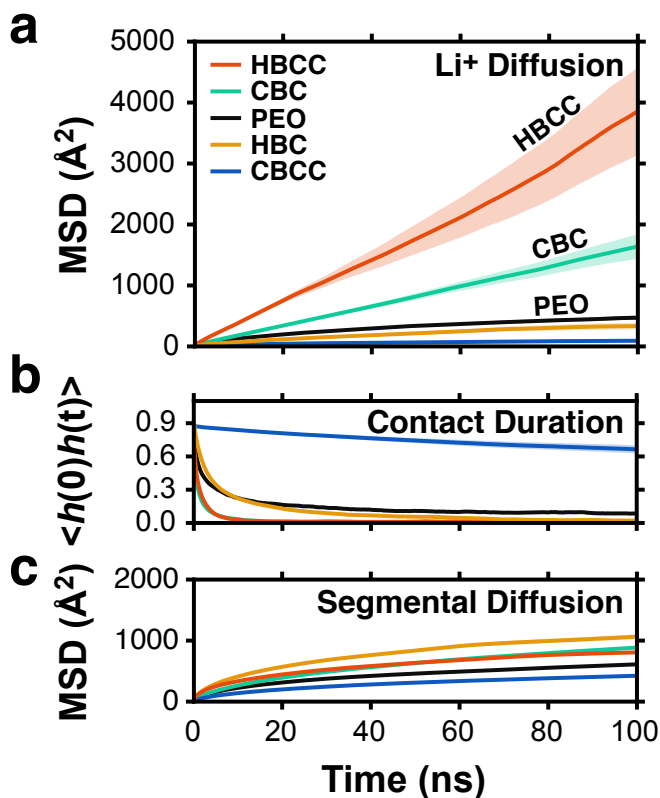 a
MSD (Å²)
5000
4000
3000
2000
1000
0
HBCC
CBC
PEO
HBC
CBCC
Li⁺ Diffusion
HBCC
CBC
PEO
b
<h(0)h(t)>
0.9
0.6
0.3
0.0
Contact Duration
c
MSD (Å²)
2000
1000
0
Segmental Diffusion
0 20 40 60 80 100
Time (ns)